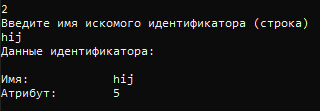 2
Введите имя искомого идентификатора (строка)
hij
Данные идентификатора:
Имя: hij
Атрибут: 5